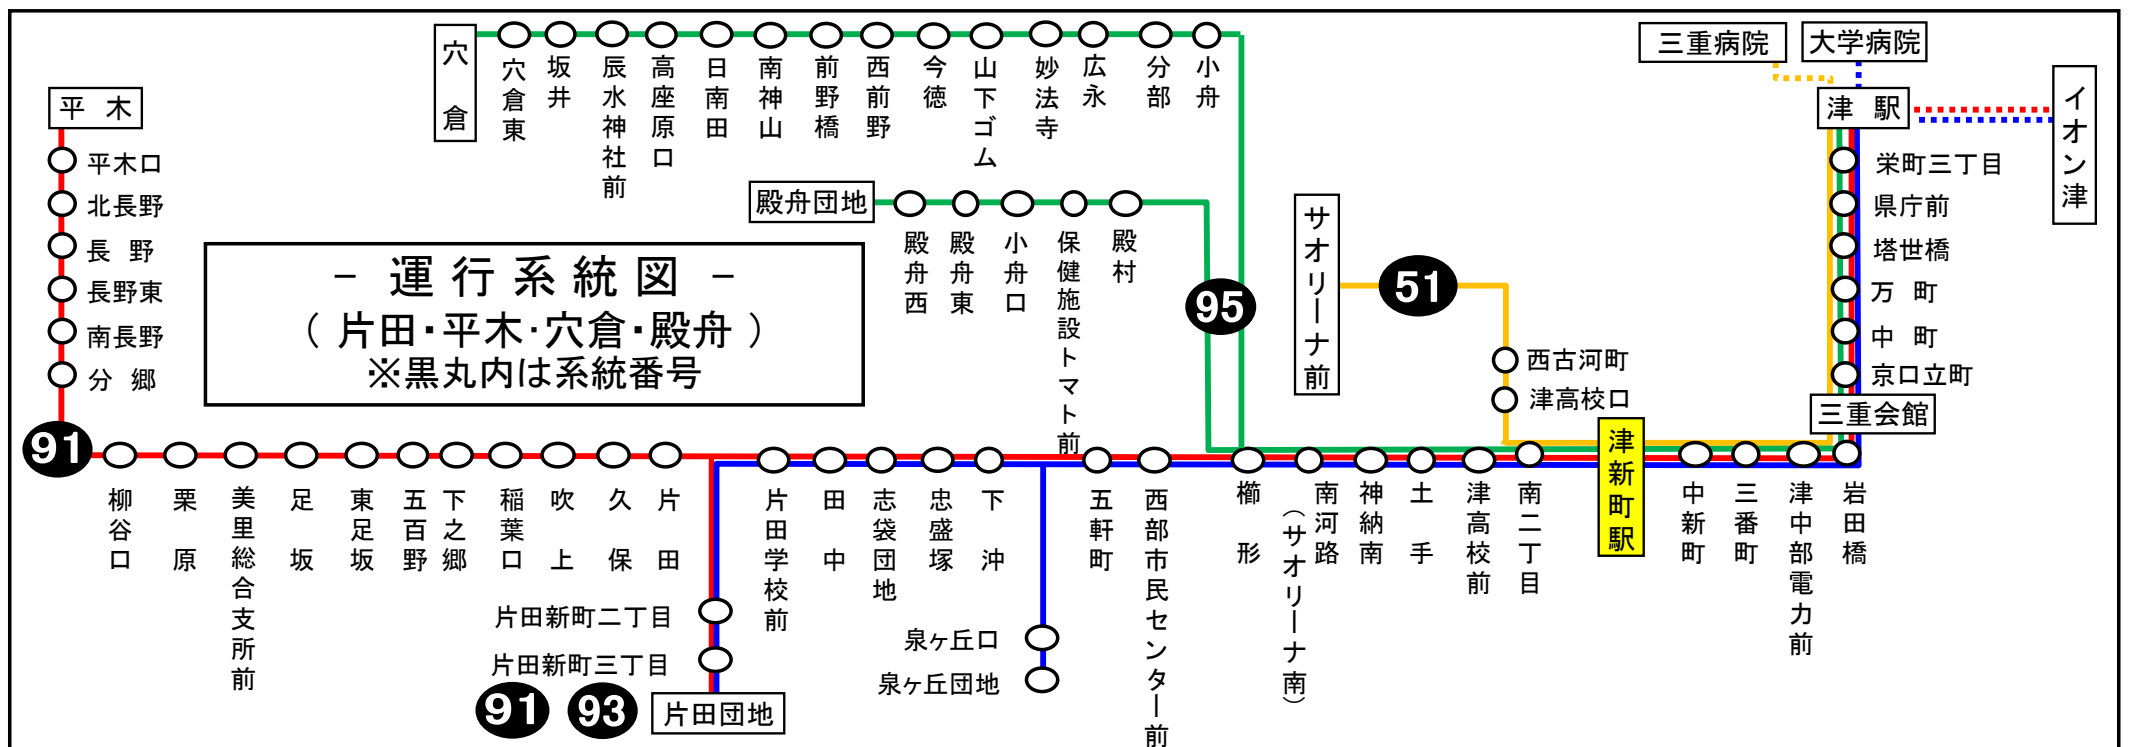 穴倉
穴倉東
坂井
辰水神社前
高座原口
日南田
南神山
前野橋
西前野
今徳
山下ゴム
妙法寺
広永
分部
小舟
三重病院
大学病院
イオン津
津駅
平木
平木口
北長野
長野
長野東
南長野
分郷
91
殿舟団地
殿舟西
殿舟東
小舟口
保健施設トマト前
殿村
95
サオリーナ前
51
西古河町
津高校口
栄町三丁目
県庁前
塔世橋
万町
中町
京口立町
三重会館
－ 運行系統図 －
（ 片田・平木・穴倉・殿舟 ）
※黒丸内は系統番号
柳谷口
栗原
美里総合支所前
足坂
東足坂
五百野
下之郷
稲葉口
吹上
久保
片田
片田学校前
田中
志袋団地
忠盛塚
下沖
五軒町
西部市民センター前
櫛形
南河路
（サオリーナ南）
神納南
土手
津高校前
南二丁目
津新町駅
中新町
三番町
津中部電力前
岩田橋
片田新町二丁目
片田新町三丁目
91
93
片田団地
泉ヶ丘口
泉ヶ丘団地